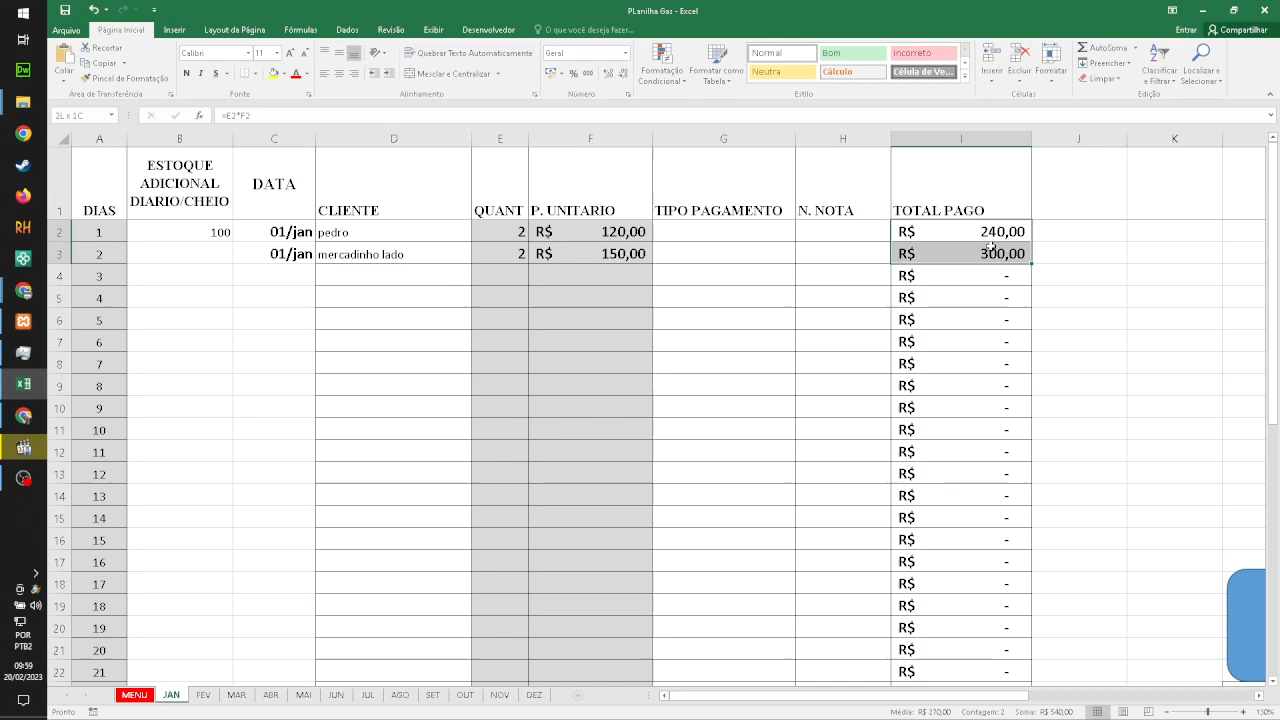 PLanilha Gas - Excel
Arquivo
Página Inicial
Inserir
Layout da Página
Fórmulas
Dados
Revisão
Exibir
Desenvolvedor
O que você deseja fazer...
Entrar
Compartilhar
Colar
Recortar
Copiar
Pincel de Formatação
Área de Transferência
Calibri
11
N I S
Fonte
Quebrar Texto Automaticamente
Mesclar e Centralizar
Alinhamento
Geral
Número
Formatação Condicional
Formatar como Tabela
Normal
Bom
Incorreto
Neutra
Cálculo
Célula de Ve...
Estilo
Inserir
Excluir
Formatar
Células
AutoSoma
Preencher
Limpar
Classificar e Filtrar
Localizar e Selecionar
Edição
2L x 1C
fx
=E2*F2
A B C D E F G H I J K
1 DIAS ESTOQUE ADICIONAL DIARIO/CHEIO DATA CLIENTE QUANT P. UNITARIO TIPO PAGAMENTO N. NOTA TOTAL PAGO
2 1 100 01/jan pedro 2 R$ 120,00 R$ 240,00
3 2 01/jan mercadinho lado 2 R$ 150,00 R$ 300,00
4 3 R$ -
5 4 R$ -
6 5 R$ -
7 6 R$ -
8 7 R$ -
9 8 R$ -
10 9 R$ -
11 10 R$ -
12 11 R$ -
13 12 R$ -
14 13 R$ -
15 14 R$ -
16 15 R$ -
17 16 R$ -
18 17 R$ -
19 18 R$ -
20 19 R$ -
21 20 R$ -
22 21 R$ -
MENU JAN FEV MAR ABR MAI JUN JUL AGO SET OUT NOV DEZ
Pronto
Média: R$ 270,00 Contagem: 2 Soma: R$ 540,00
130%
Dw
RH
POR
PTB2
09:59
20/02/2023